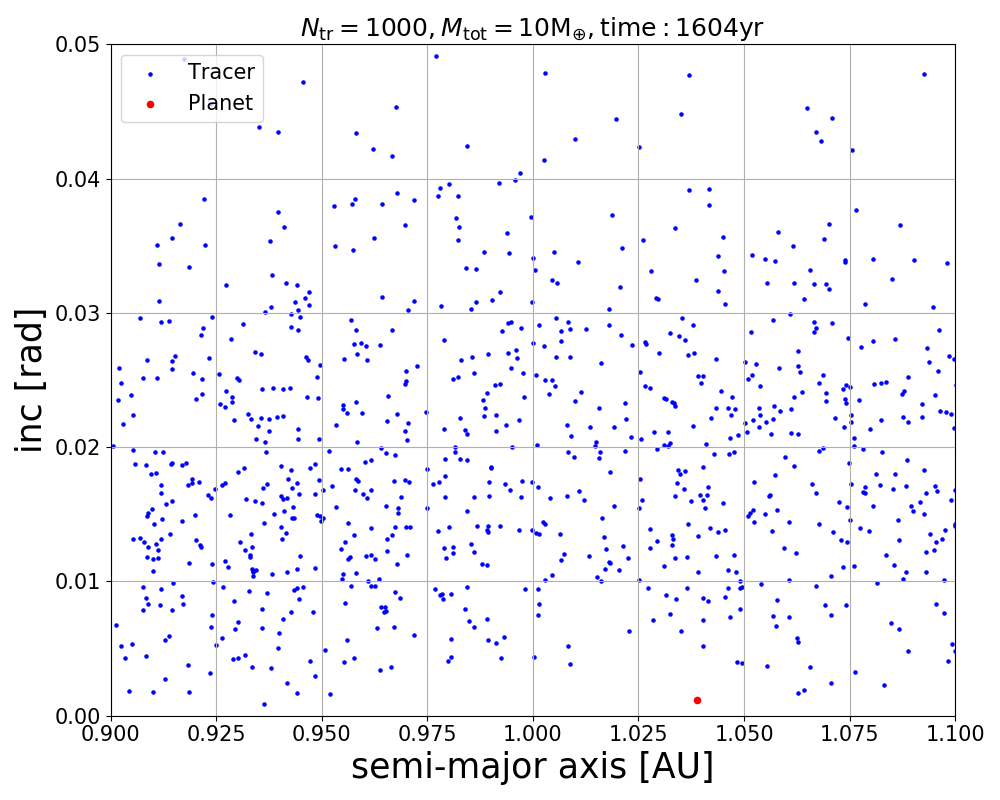 N_tr = 1000, M_tot = 10M_⊕, time : 1604yr
Tracer
Planet
inc [rad]
0.05
0.04
0.03
0.02
0.01
0.00
0.900 0.925 0.950 0.975 1.000 1.025 1.050 1.075 1.100
semi-major axis [AU]